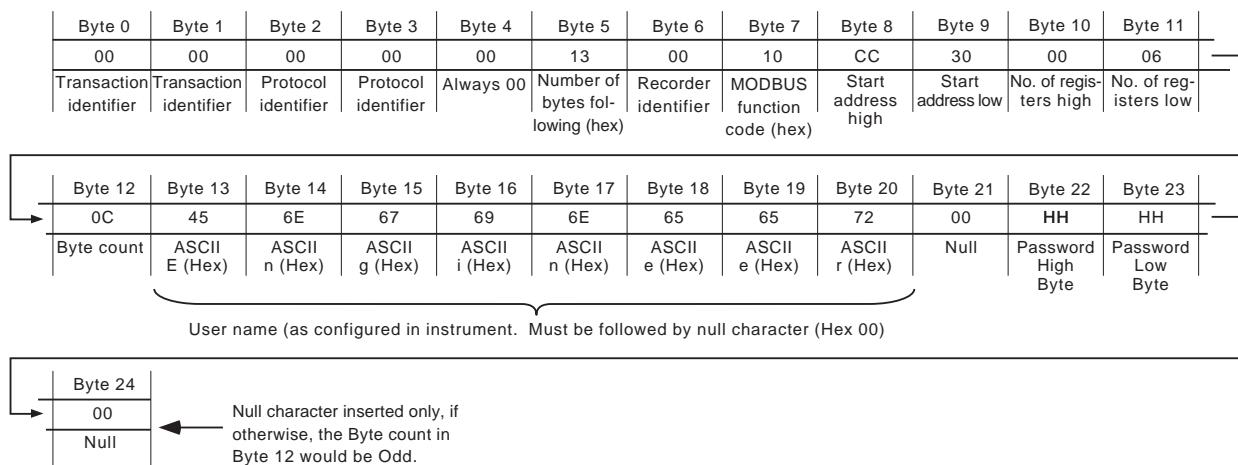 Byte 0 Byte 1 Byte 2 Byte 3 Byte 4 Byte 5 Byte 6 Byte 7 Byte 8 Byte 9 Byte 10 Byte 11
00 00 00 00 00 13 00 10 CC 30 00 06
Transaction Transaction Protocol Protocol Always 00 Number of Recorder MODBUS Start Start No. of regis- No. of reg-
identifier identifier identifier identifier bytes fol- identifier function address address low ters high isters low
lowing (hex) code (hex) high
Byte 12 Byte 13 Byte 14 Byte 15 Byte 16 Byte 17 Byte 18 Byte 19 Byte 20 Byte 21 Byte 22 Byte 23
0C 45 6E 67 69 6E 65 65 72 00 HH HH
Byte count ASCII ASCII ASCII ASCII ASCII ASCII ASCII ASCII Null Password Password
E (Hex) n (Hex) g (Hex) i (Hex) n (Hex) e (Hex) e (Hex) r (Hex) High Low
Byte Byte
User name (as configured in instrument. Must be followed by null character (Hex 00)
Byte 24
00
Null
Null character inserted only, if
otherwise, the Byte count in
Byte 12 would be Odd.